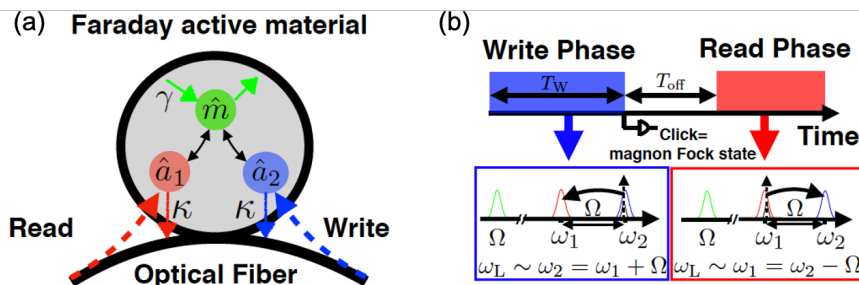 (a)
Faraday active material
γ
m̂
â₁
â₂
κ
κ
Read
Write
Optical Fiber
(b)
Write Phase
Read Phase
T_W
T_off
Click=
magnon Fock state
Time
Ω
Ω
ω₁
ω₂
ω_L ∼ ω₂ = ω₁ + Ω
Ω
Ω
ω₁
ω₂
ω_L ∼ ω₁ = ω₂ − Ω